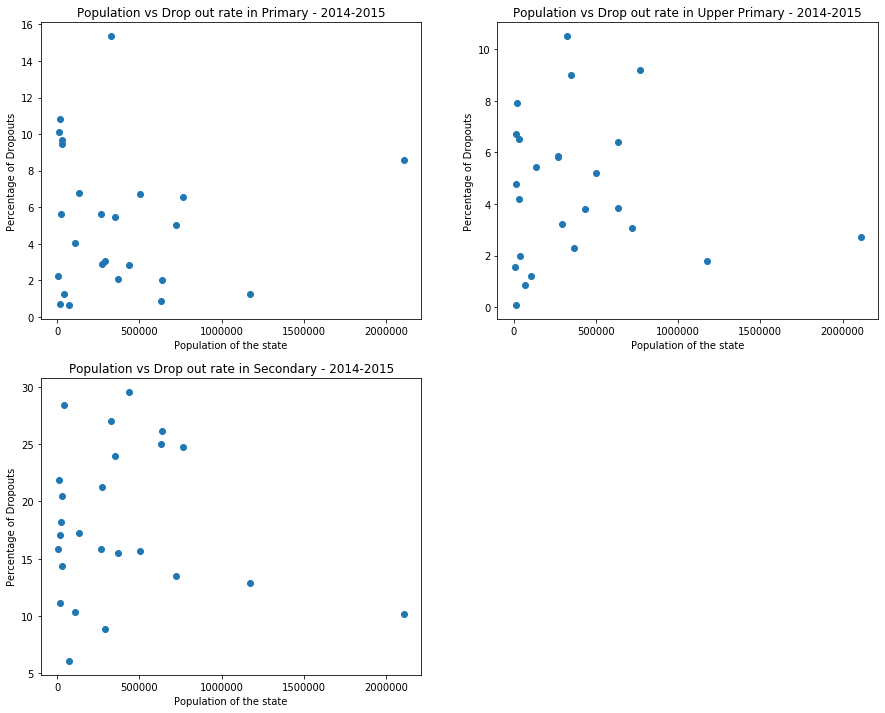 Population vs Drop out rate in Primary - 2014-2015
16
14
12
10
8
6
4
2
0
Percentage of Dropouts
0 500000 1000000 1500000 2000000
Population of the state
Population vs Drop out rate in Upper Primary - 2014-2015
10
8
6
4
2
0
Percentage of Dropouts
0 500000 1000000 1500000 2000000
Population of the state
Population vs Drop out rate in Secondary - 2014-2015
30
25
20
15
10
5
Percentage of Dropouts
0 500000 1000000 1500000 2000000
Population of the state